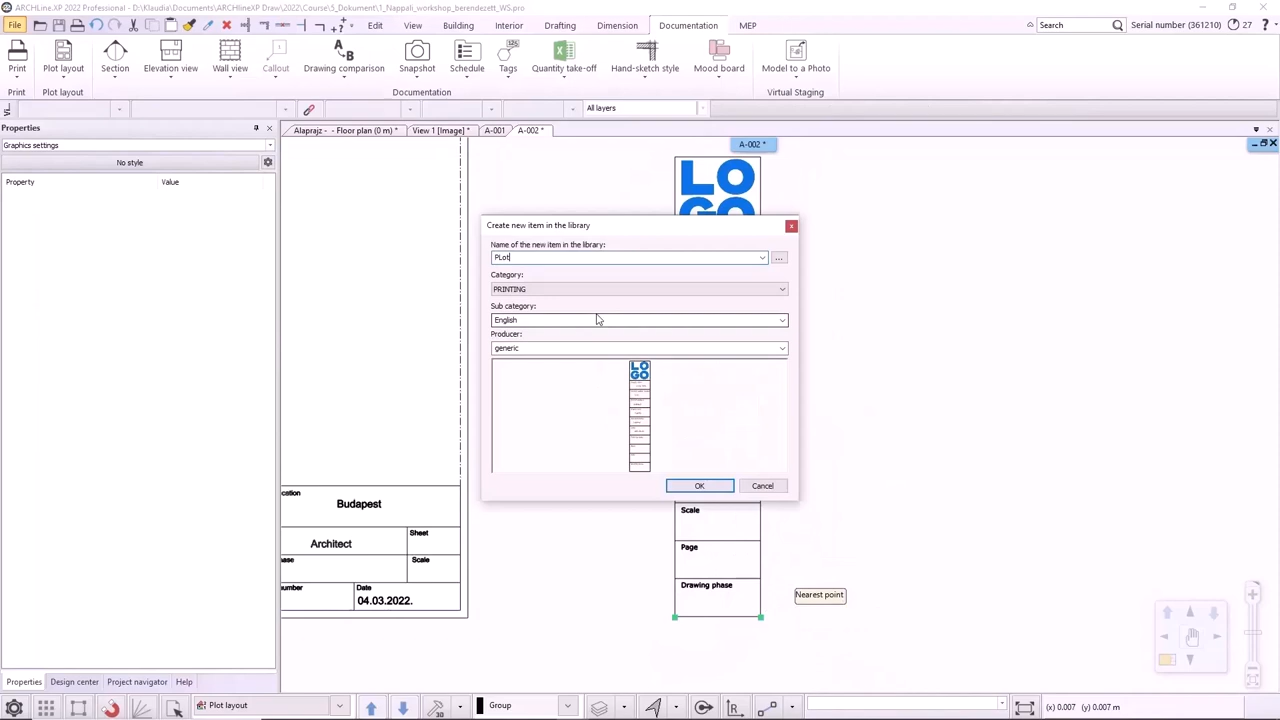 ARCHLine.XP 2022 Professional - D:\Klaudia\Course\ARCHlineXP Draw\2022\Course\5_Dokument\1_Nappali_workshop_berendezett_WS.pro
File Edit View Building Interior Drafting Dimension Documentation MEP Search Serial number (361210) 27 ?
Print Plot layout Section Elevation view Wall view Callout Drawing comparison Snapshot Schedule Tags Quantity take-off Hand-sketch style Mood board Model to a Photo
Print Plot layout Documentation Virtual Staging
All layers
Properties
Alaprajz - - Floor plan (0 m) * View 1 [Image] * A-001 A-002 *
Graphics settings
A-002 *
No style
Property Value
LO
GO
Create new item in the library
Name of the new item in the library:
PLot
...
Category:
PRINTING
Sub category:
English
Producer:
generic
LO
GO
OK Cancel
cation
Budapest
Architect
Sheet
Scale
number
Date
04.03.2022.
Scale
Page
Drawing phase
Nearest point
Properties Design center Project navigator Help
Plot layout
Group
(x) 0.007 (y) 0.007 m